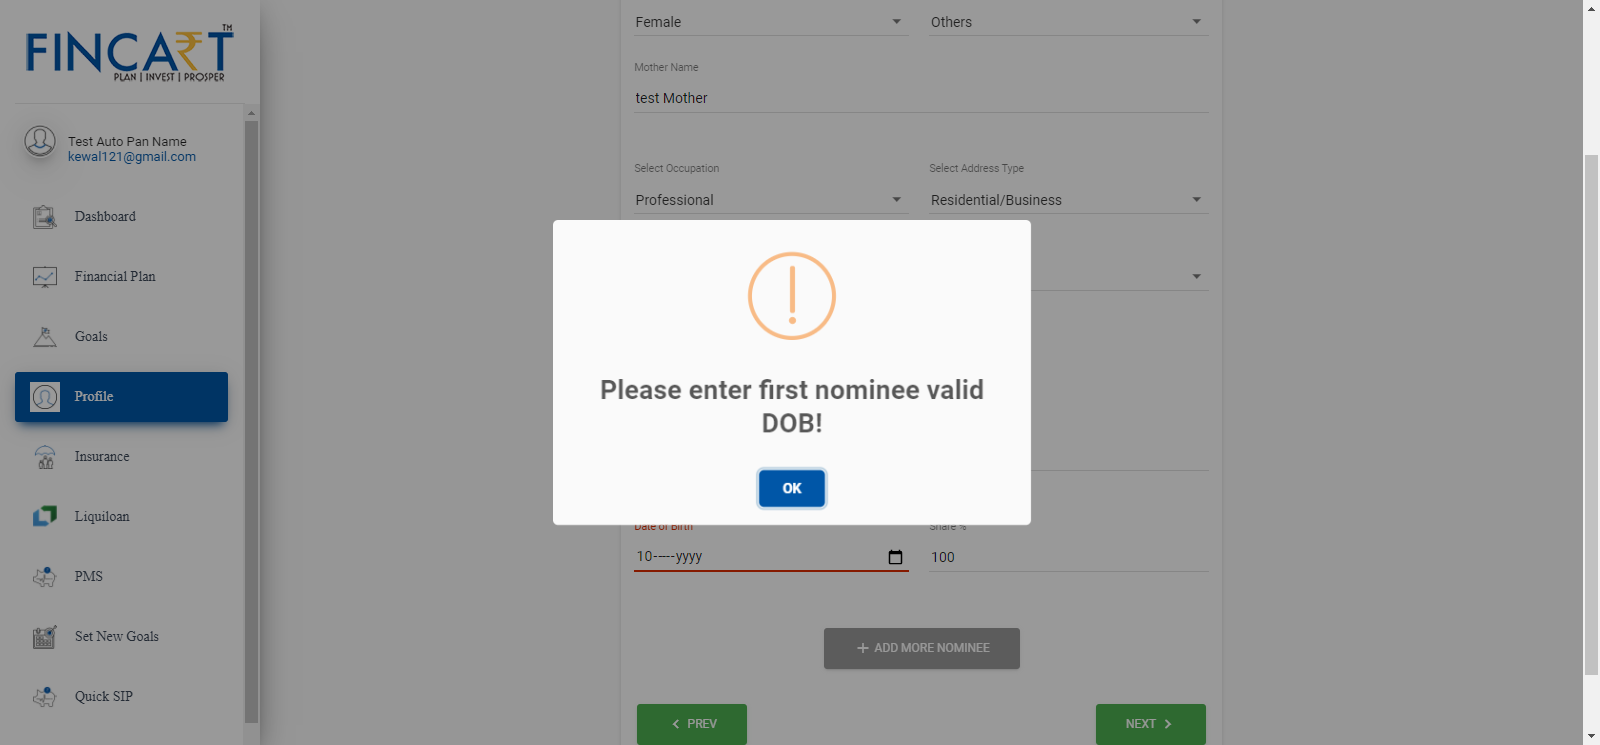 FINCART
TM
PLAN | INVEST | PROSPER
Test Auto Pan Name
kewal121@gmail.com
Dashboard
Financial Plan
Goals
Profile
Insurance
Liquiloan
PMS
Set New Goals
Quick SIP
Female
Others
Mother Name
test Mother
Select Occupation
Select Address Type
Professional
Residential/Business
Please enter first nominee valid
DOB!
OK
Date of Birth
Share %
10-----yyyy
100
ADD MORE NOMINEE
PREV
NEXT